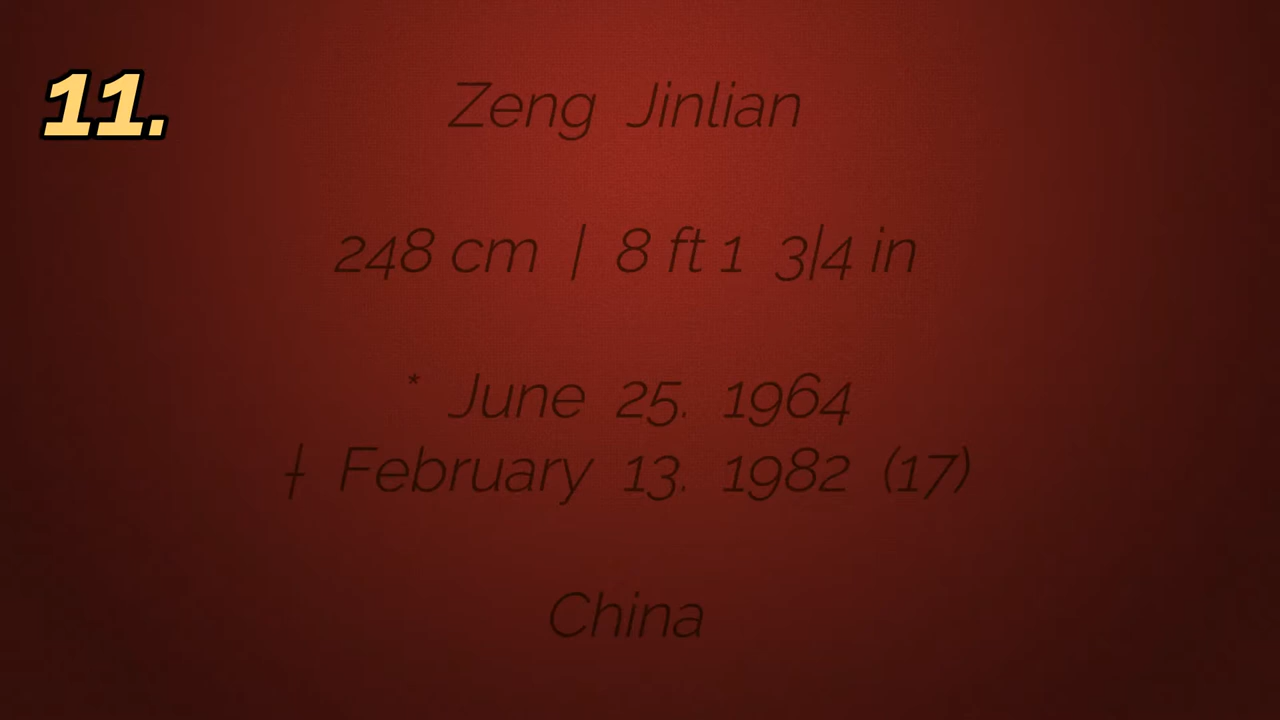 11.
Zeng Jinlian
248 cm | 8 ft 1 3|4 in
* June 25. 1964
† February 13. 1982 (17)
China